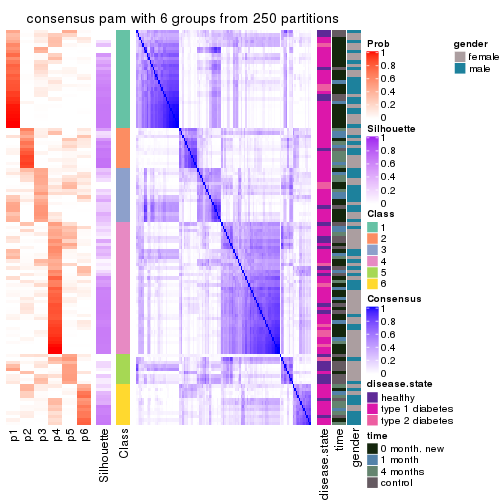 consensus pam with 6 groups from 250 partitions
Prob
1
0.8
0.6
0.4
0.2
0
gender
female
male
Silhouette
1
0.8
0.6
0.4
0.2
0
Class
1
2
3
4
5
6
Consensus
1
0.8
0.6
0.4
0.2
0
disease.state
healthy
type 1 diabetes
type 2 diabetes
time
0 month. new
1 month
4 months
control
p1
p2
p3
p4
p5
p6
Silhouette
Class
disease.state
time
gender